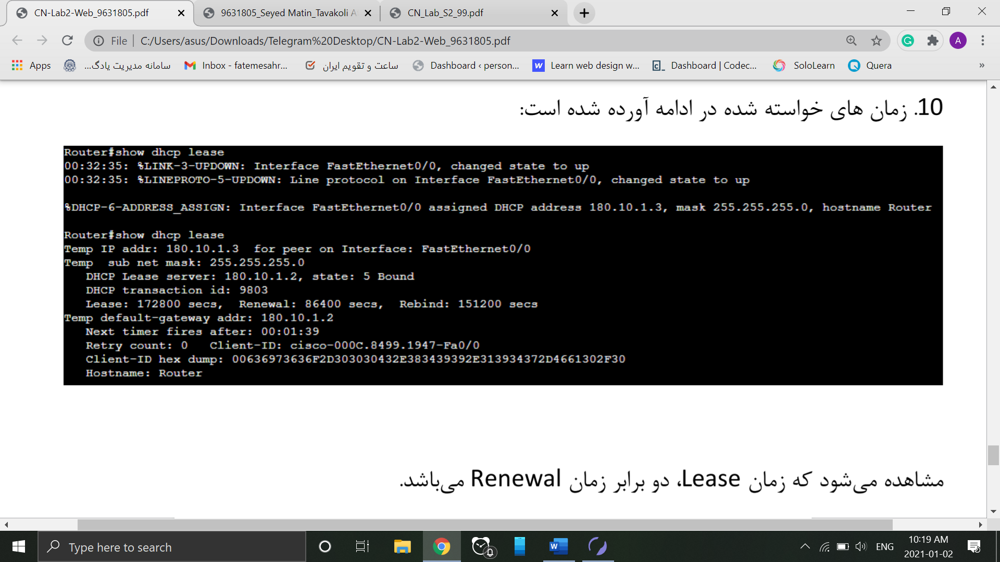 CN-Lab2-Web_9631805.pdf
9631805_Seyed Matin_Tavakoli
CN_Lab_S2_99.pdf
File
C:/Users/asus/Downloads/Telegram%20Desktop/CN-Lab2-Web_9631805.pdf
A
Apps
سامانه مدیریت یادگ...
Inbox - fatemesahr...
ساعت و تقویم ایران
Dashboard ‹ person...
Learn web design w...
Dashboard | Codec...
SoloLearn
Quera
»
10. زمان های خواسته شده در ادامه آورده شده است:
Router#show dhcp lease
00:32:35: %LINK-3-UPDOWN: Interface FastEthernet0/0, changed state to up
00:32:35: %LINEPROTO-5-UPDOWN: Line protocol on Interface FastEthernet0/0, changed state to up
%DHCP-6-ADDRESS_ASSIGN: Interface FastEthernet0/0 assigned DHCP address 180.10.1.3, mask 255.255.255.0, hostname Router
Router#show dhcp lease
Temp IP addr: 180.10.1.3  for peer on Interface: FastEthernet0/0
Temp  sub net mask: 255.255.255.0
DHCP Lease server: 180.10.1.2, state: 5 Bound
DHCP transaction id: 9803
Lease: 172800 secs,  Renewal: 86400 secs,  Rebind: 151200 secs
Temp default-gateway addr: 180.10.1.2
Next timer fires after: 00:01:39
Retry count: 0   Client-ID: cisco-000C.8499.1947-Fa0/0
Client-ID hex dump: 00636973636F2D303030432E383439392E313934372D4661302F30
Hostname: Router
مشاهده می‌شود که زمان Lease، دو برابر زمان Renewal می‌باشد.
Type here to search
ENG
10:19 AM
2021-01-02